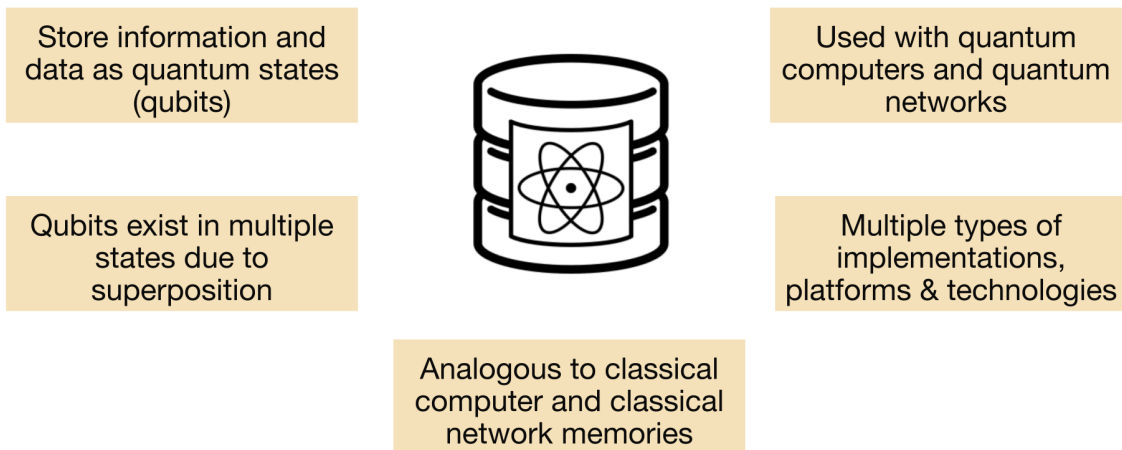 Store information and
data as quantum states
(qubits)
Used with quantum
computers and quantum
networks
Qubits exist in multiple
states due to
superposition
Multiple types of
implementations,
platforms & technologies
Analogous to classical
computer and classical
network memories